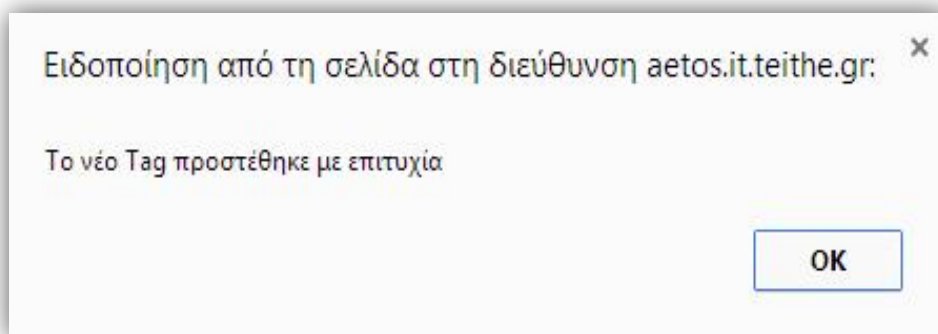 Ειδοποίηση από τη σελίδα στη διεύθυνση aetos.it.teithe.gr:
Το νέο Tag προστέθηκε με επιτυχία
OK